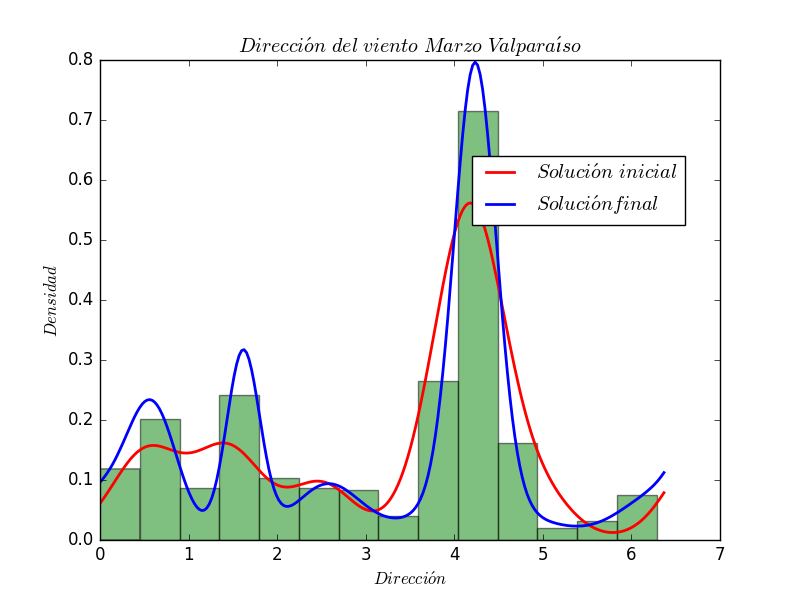 Dirección del viento Marzo Valparaíso
0.8
0.7
0.6
0.5
0.4
0.3
0.2
0.1
0.0
Densidad
Solución inicial
Soluciónfinal
0 1 2 3 4 5 6 7
Dirección